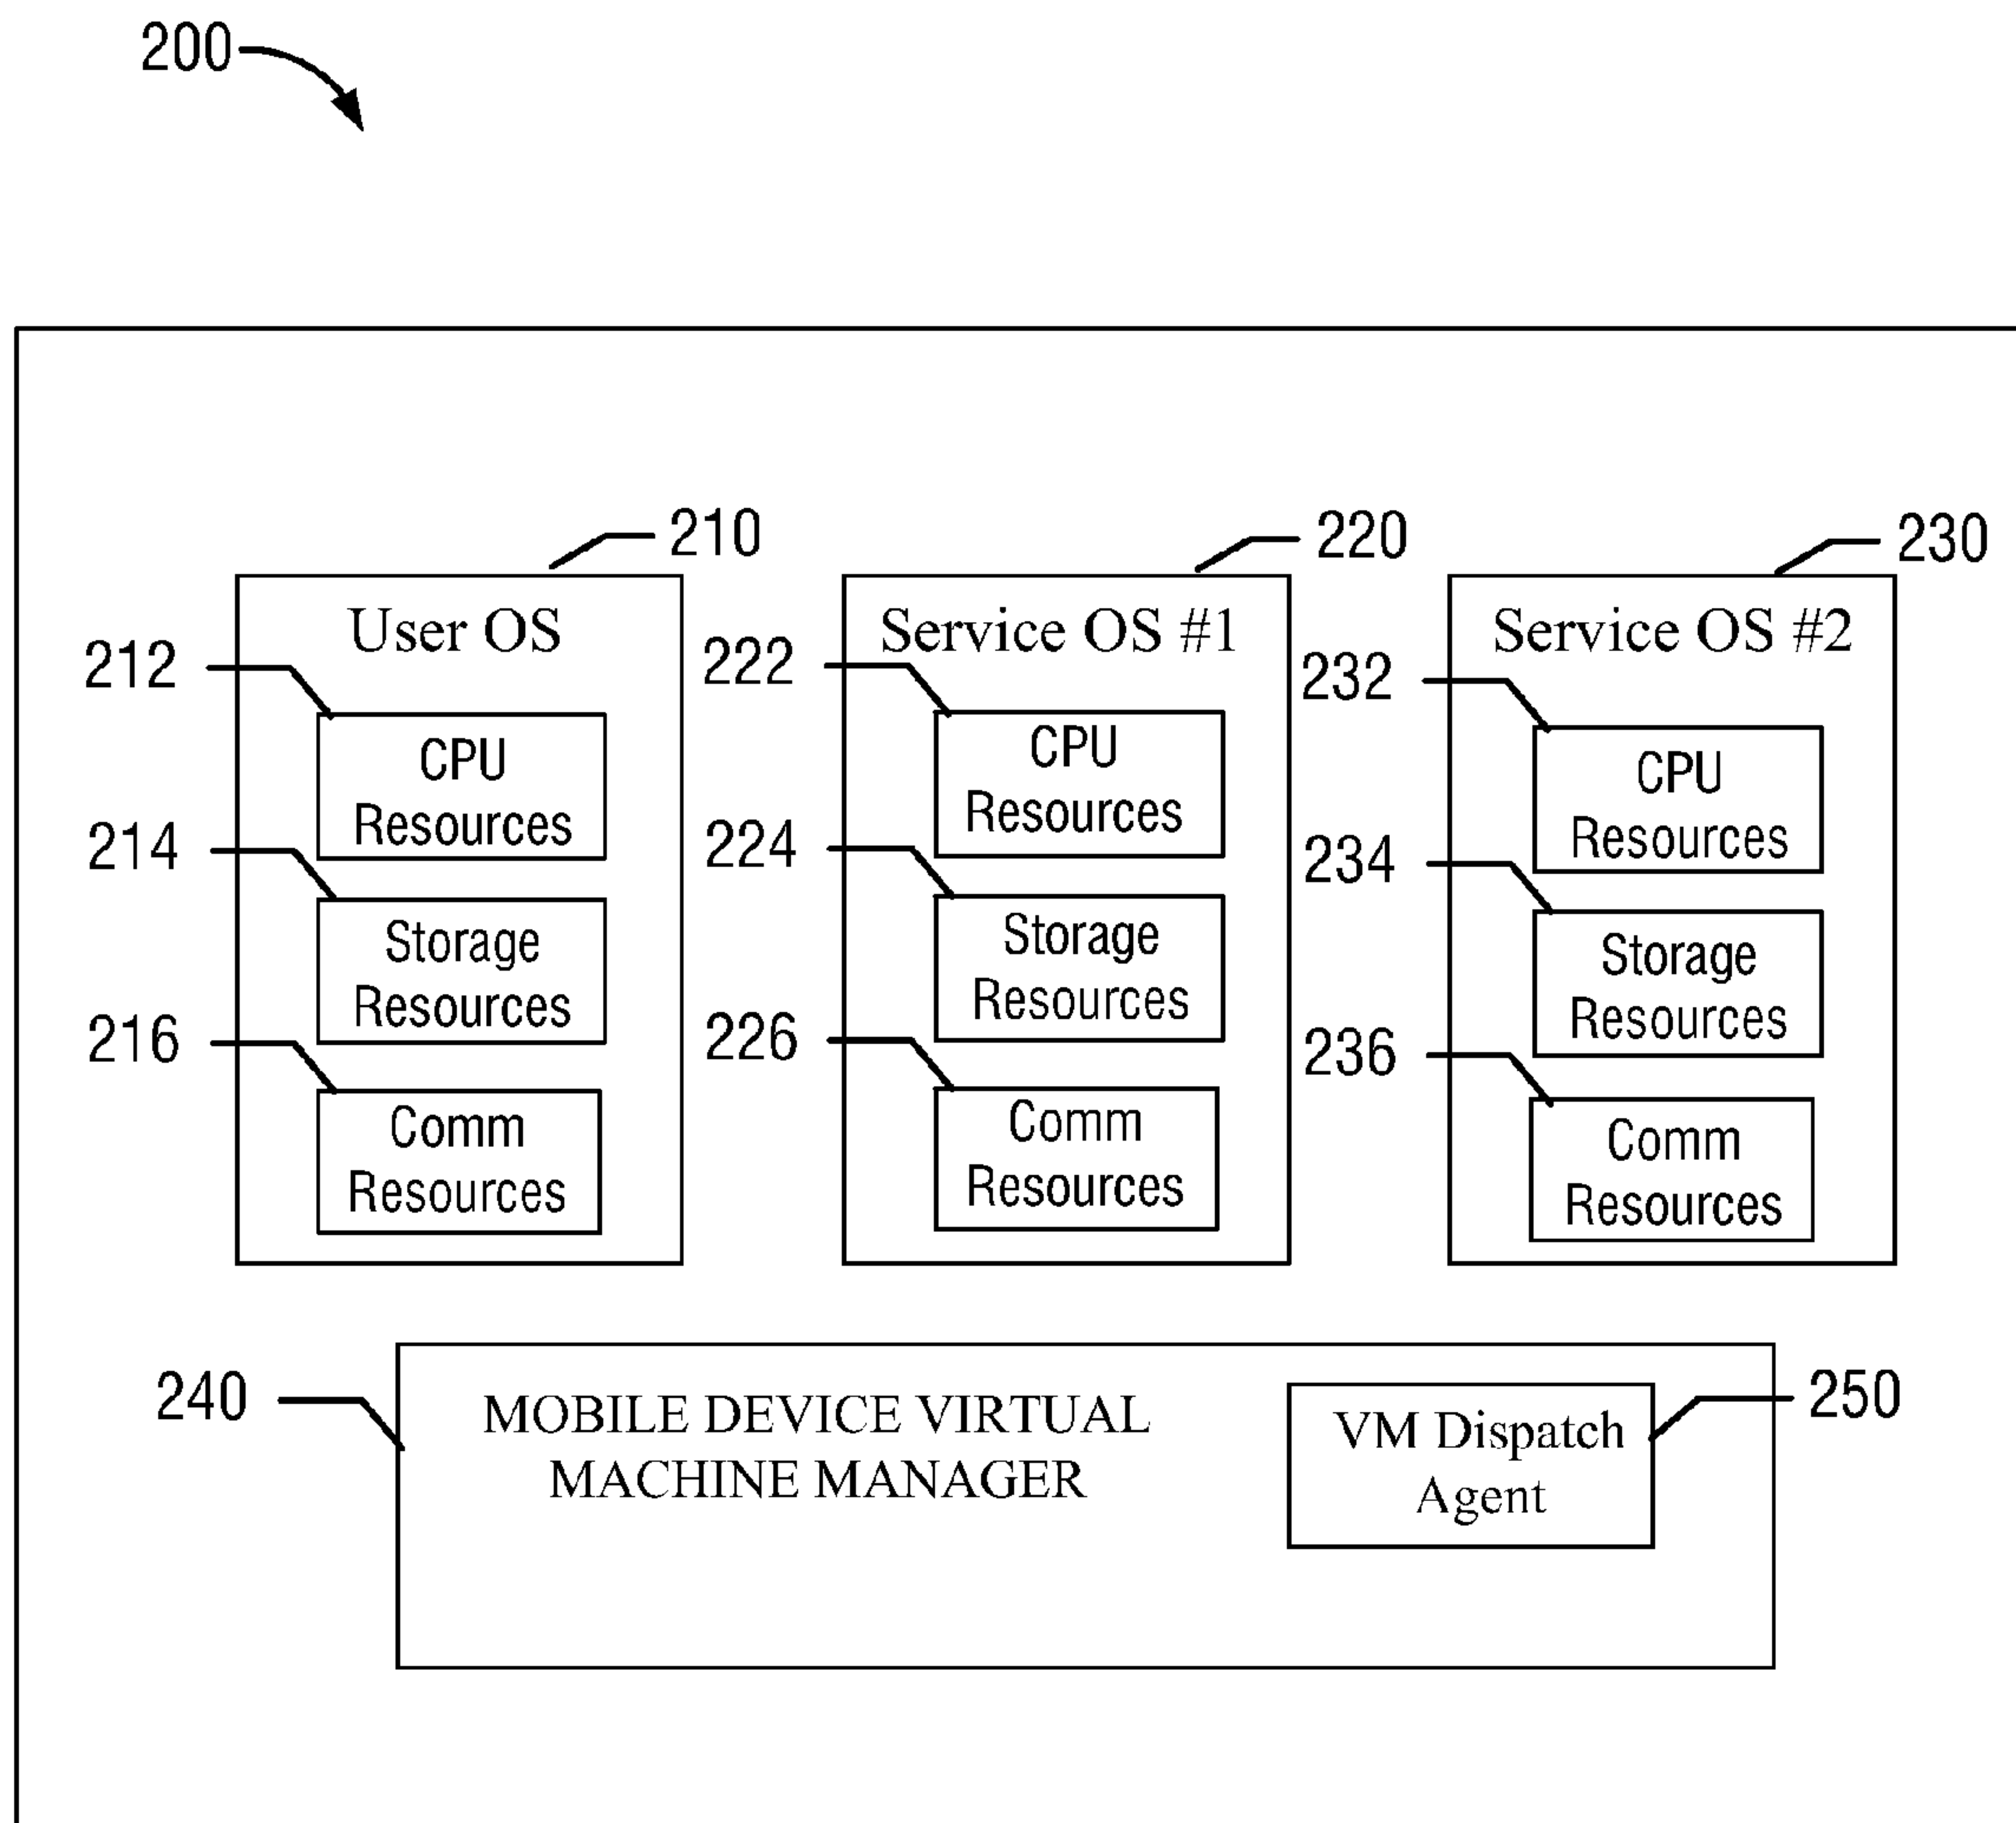 200
210
220
230
User OS
Service OS #1
Service OS #2
212
222
232
CPU
Resources
CPU
Resources
CPU
Resources
214
224
234
Storage
Resources
Storage
Resources
Storage
Resources
216
226
236
Comm
Resources
Comm
Resources
Comm
Resources
240
MOBILE DEVICE VIRTUAL
MACHINE MANAGER
VM Dispatch
Agent
250